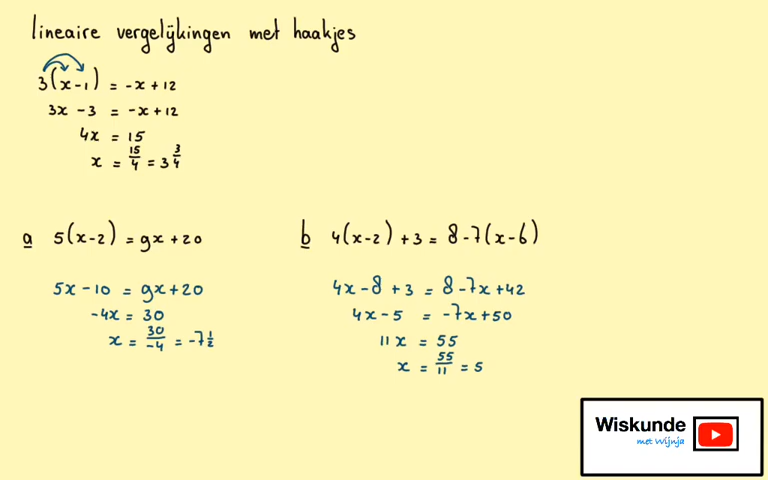 lineaire vergelijkingen met haakjes
3(x-1) = -x+12
3x - 3 = -x+12
4x = 15
x = 15/4 = 3 3/4
a 5(x-2) = 9x+20
5x-10 = 9x+20
-4x = 30
x = 30/-4 = -7 1/2
b 4(x-2)+3 = 8-7(x-6)
4x-8+3 = 8-7x+42
4x-5 = -7x+50
11x = 55
x = 55/11 = 5
Wiskunde
met Wijnja